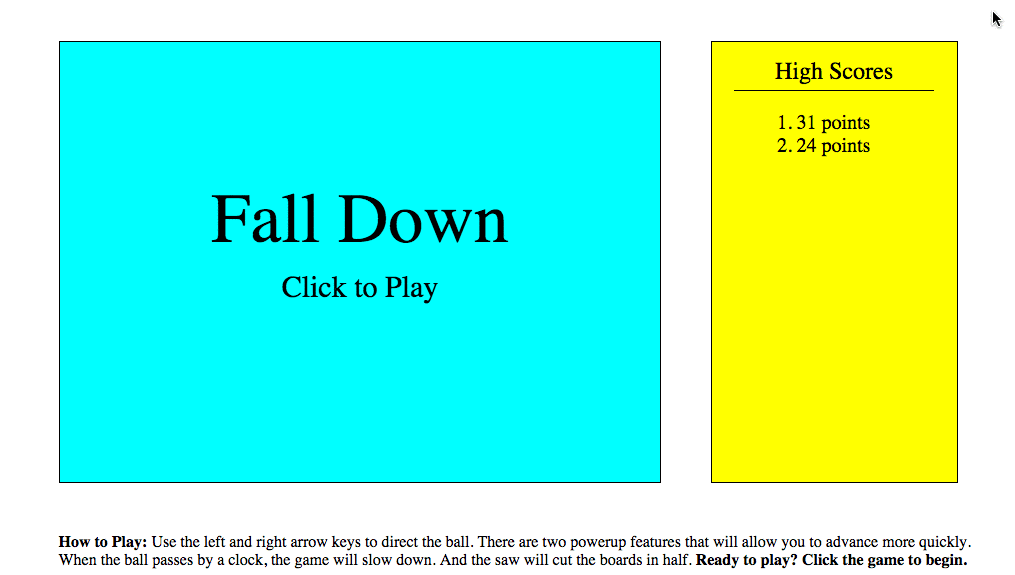 Fall Down
Click to Play
High Scores
1. 31 points
2. 24 points
How to Play: Use the left and right arrow keys to direct the ball. There are two powerup features that will allow you to advance more quickly.
When the ball passes by a clock, the game will slow down. And the saw will cut the boards in half. Ready to play? Click the game to begin.